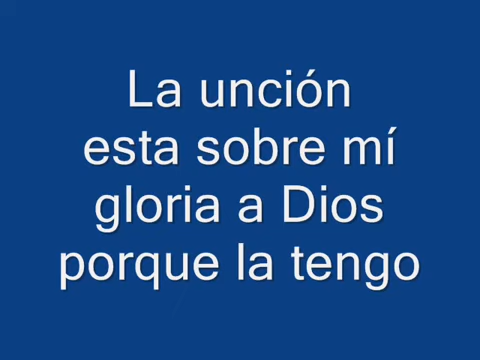 La unción
esta sobre mí
gloria a Dios
porque la tengo